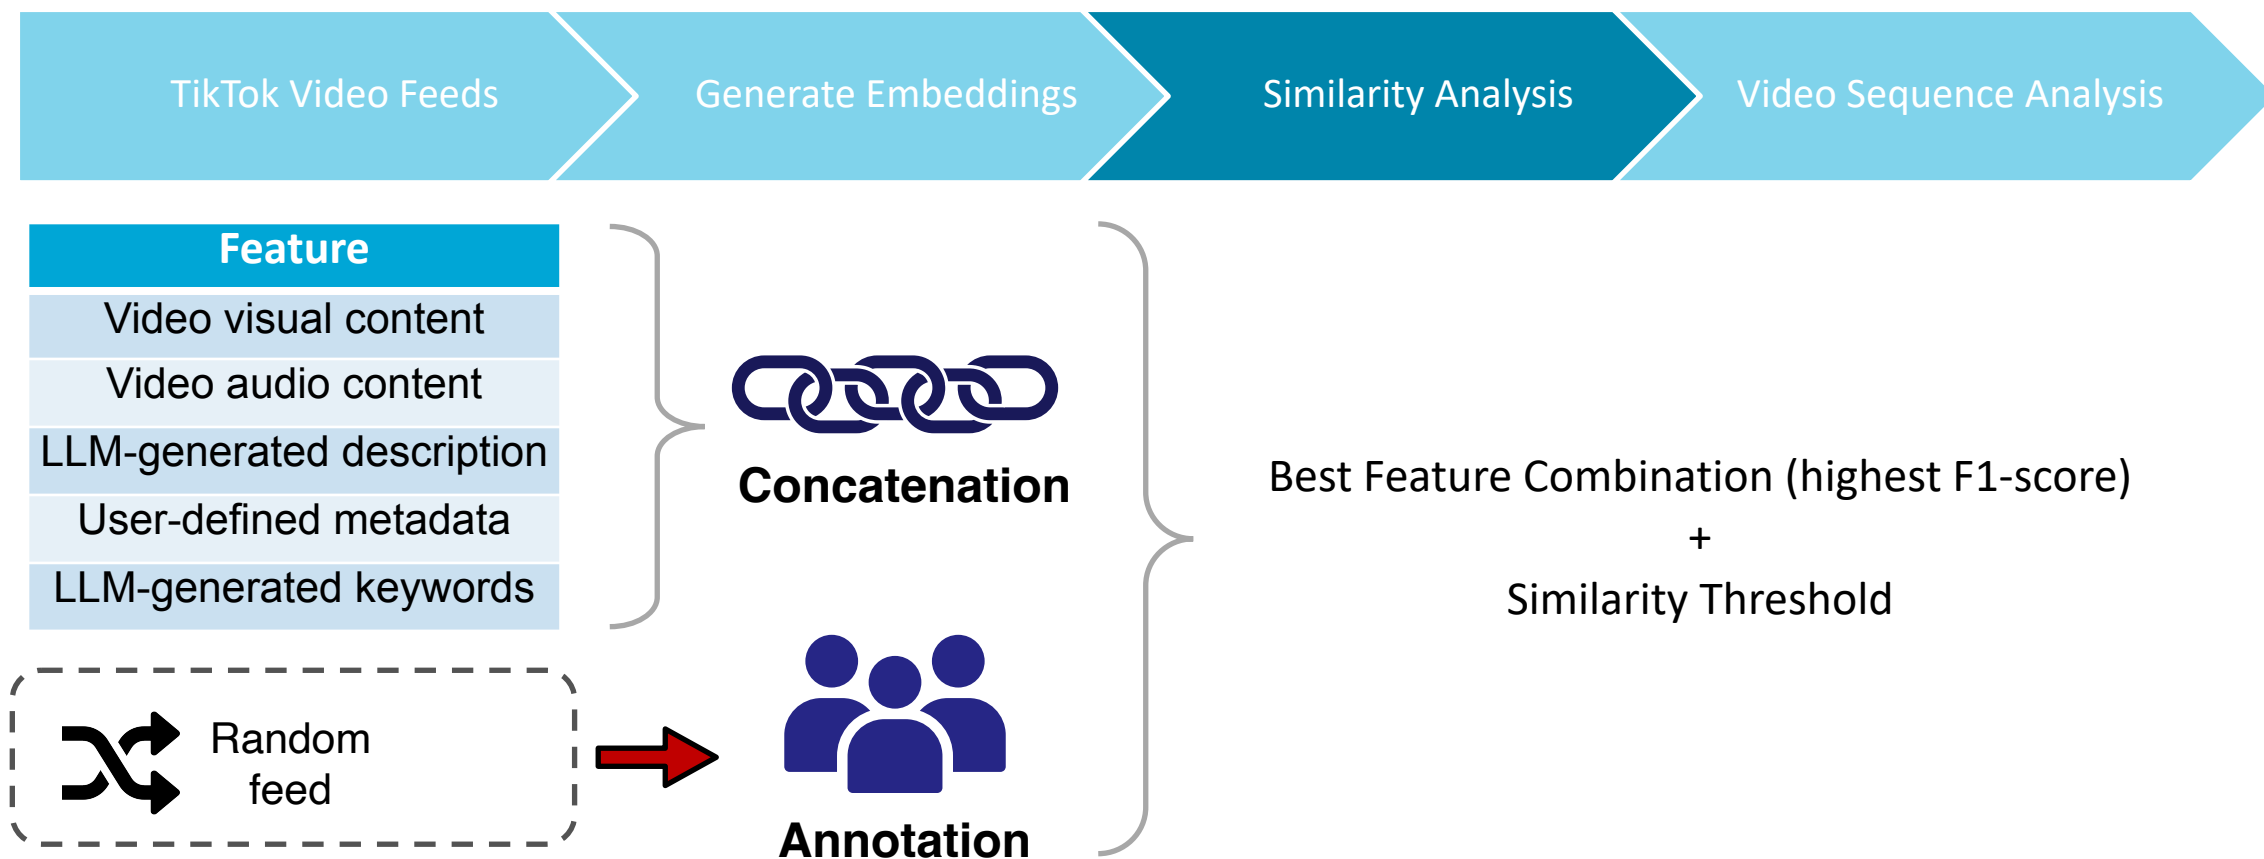 TikTok Video Feeds
Generate Embeddings
Similarity Analysis
Video Sequence Analysis
Feature
Video visual content
Video audio content
LLM-generated description
User-defined metadata
LLM-generated keywords
Random
feed
Concatenation
Annotation
Best Feature Combination (highest F1-score)
+
Similarity Threshold